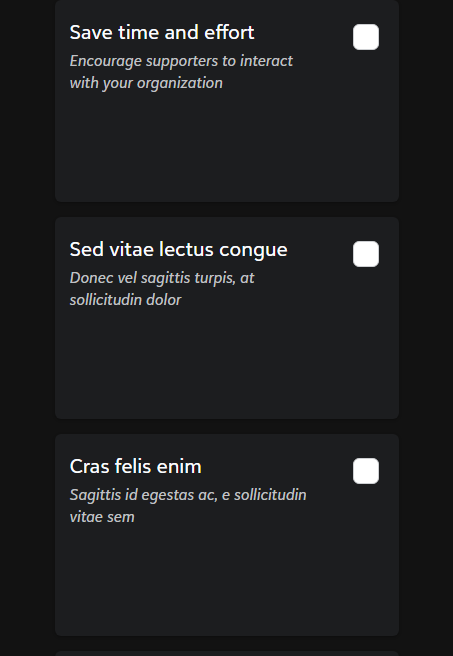 Save time and effort
Encourage supporters to interact
with your organization
Sed vitae lectus congue
Donec vel sagittis turpis, at
sollicitudin dolor
Cras felis enim
Sagittis id egestas ac, e sollicitudin
vitae sem